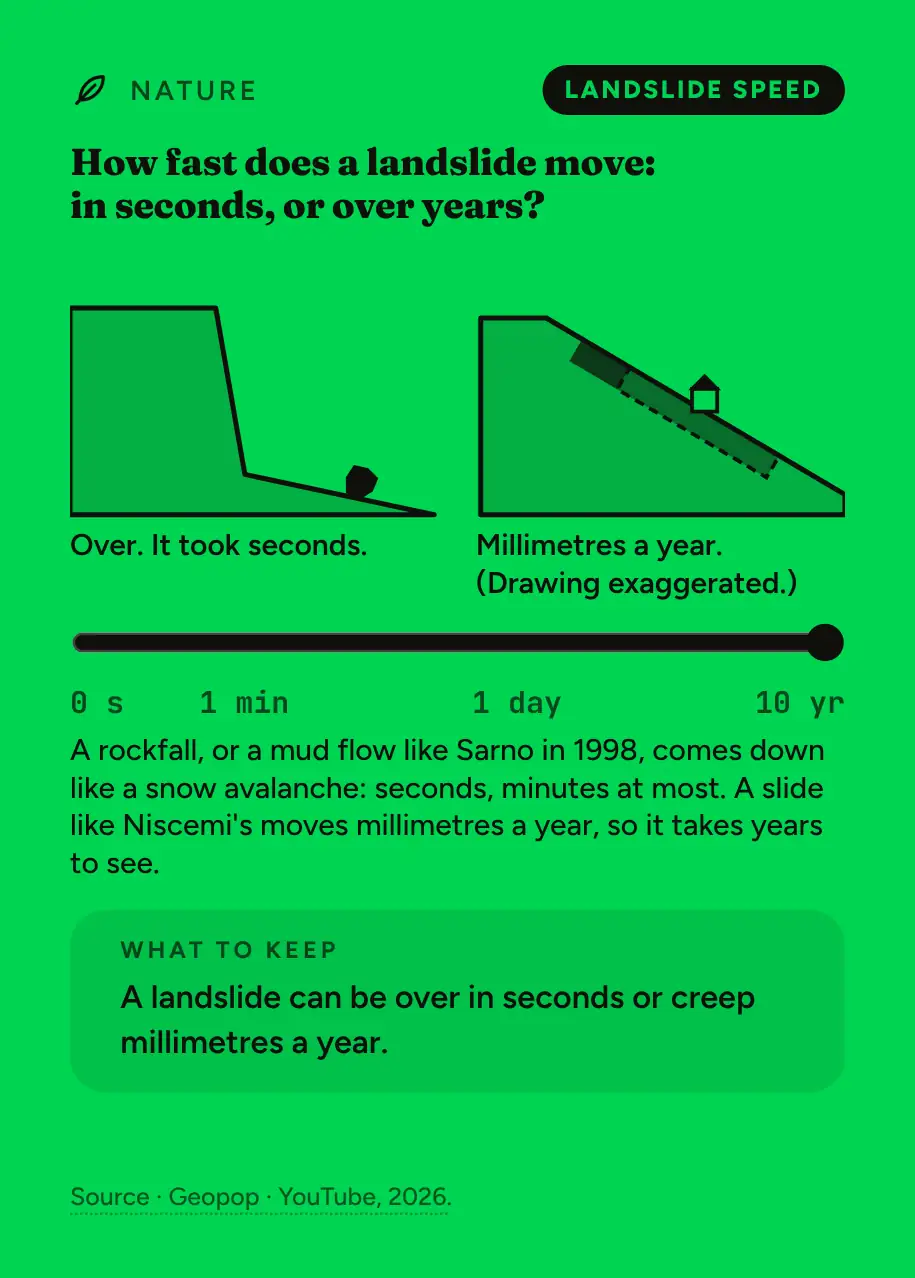 NATURE
LANDSLIDE SPEED
How fast does a landslide move:
in seconds, or over years?
Over. It took seconds.
Millimetres a year.
(Drawing exaggerated.)
0 s 1 min 1 day 10 yr
A rockfall, or a mud flow like Sarno in 1998, comes down
like a snow avalanche: seconds, minutes at most. A slide
like Niscemi's moves millimetres a year, so it takes years
to see.
WHAT TO KEEP
A landslide can be over in seconds or creep
millimetres a year.
Source · Geopop · YouTube, 2026.